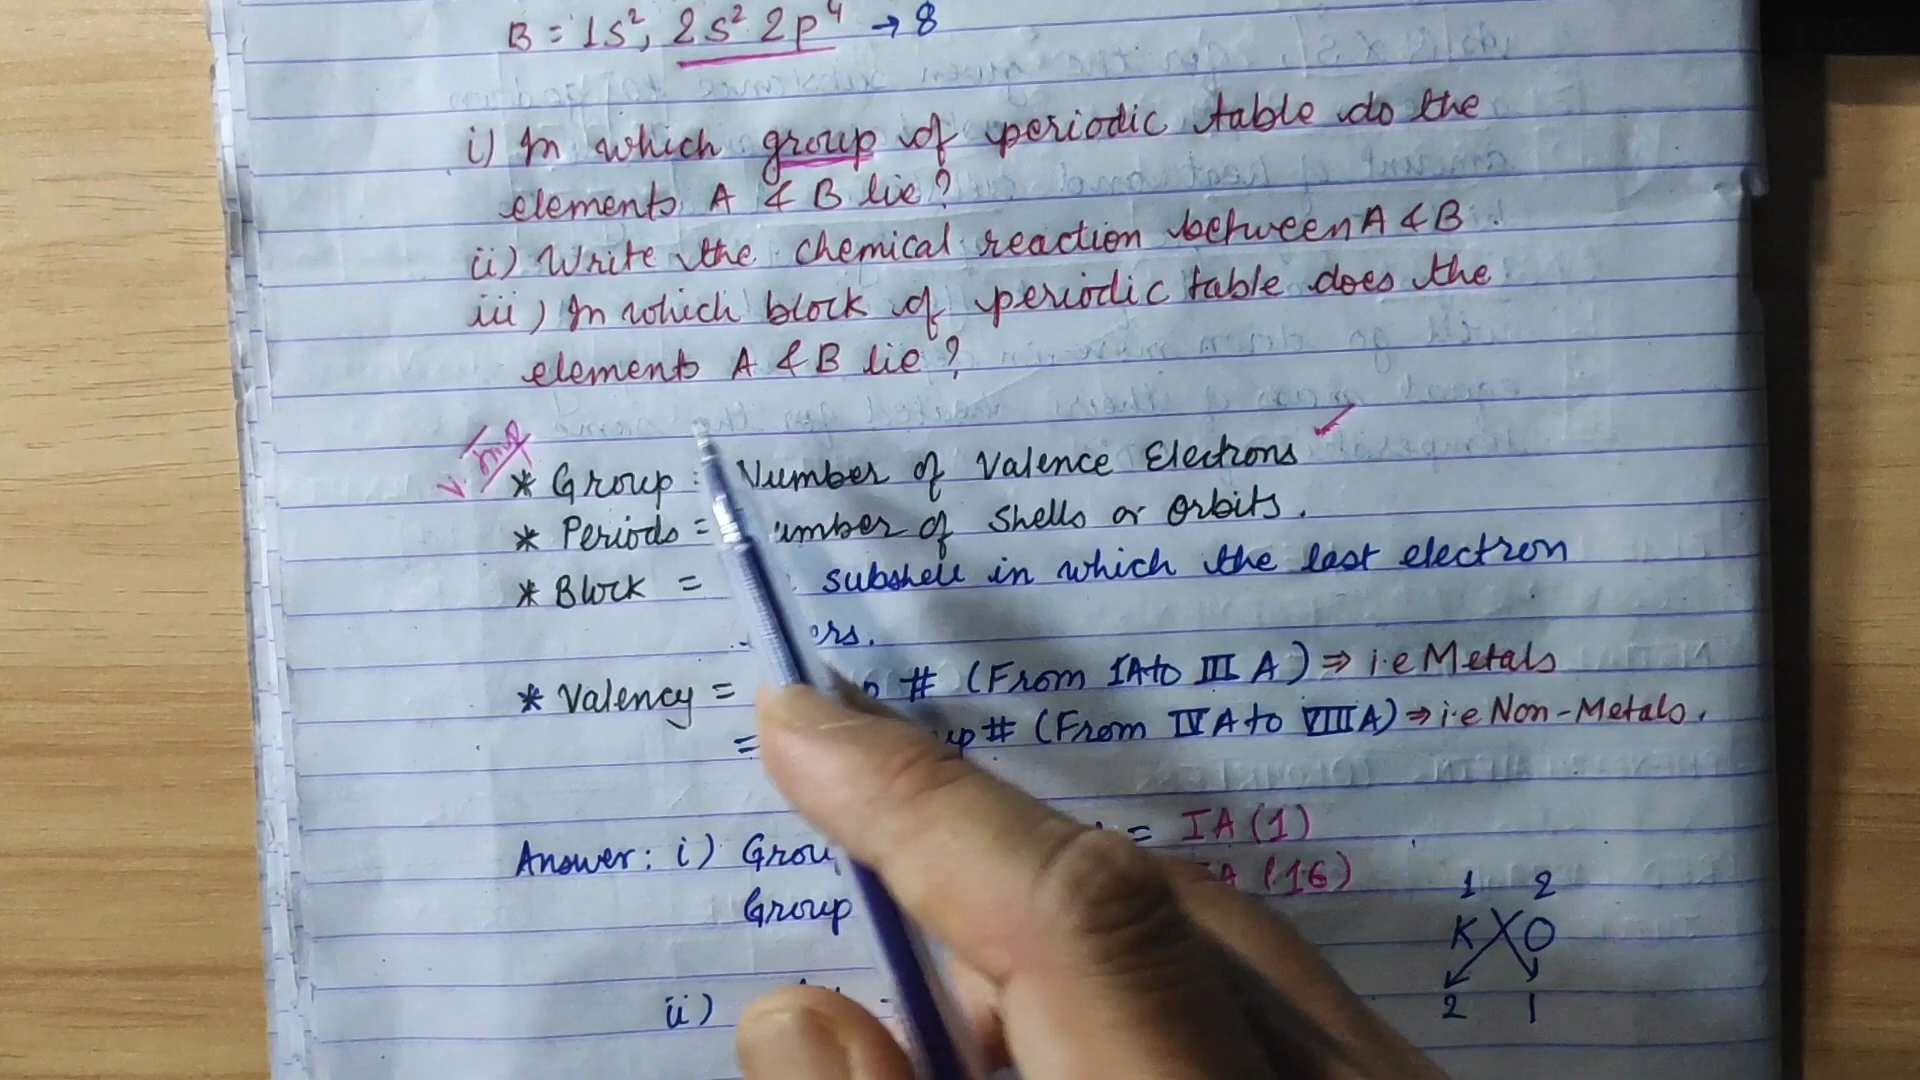 B = 1s², 2s² 2p⁴ → 8
i) In which group of periodic table do the
elements A & B lie?
ii) Write the chemical reaction between A & B.
iii) In which block of periodic table does the
elements A & B lie?
Imp
* Group : Number of Valence Electrons
* Periods = umber of Shells or Orbits.
* Block = subshell in which the last electron
ers.
* Valency = # (From IA to III A) ⇒ i.e Metals
= up # (From IV A to VIII A) ⇒ i.e Non-Metals.
Answer: i) Grou = IA (1)
Group A (16)
1 2
K O
2 1
ii)